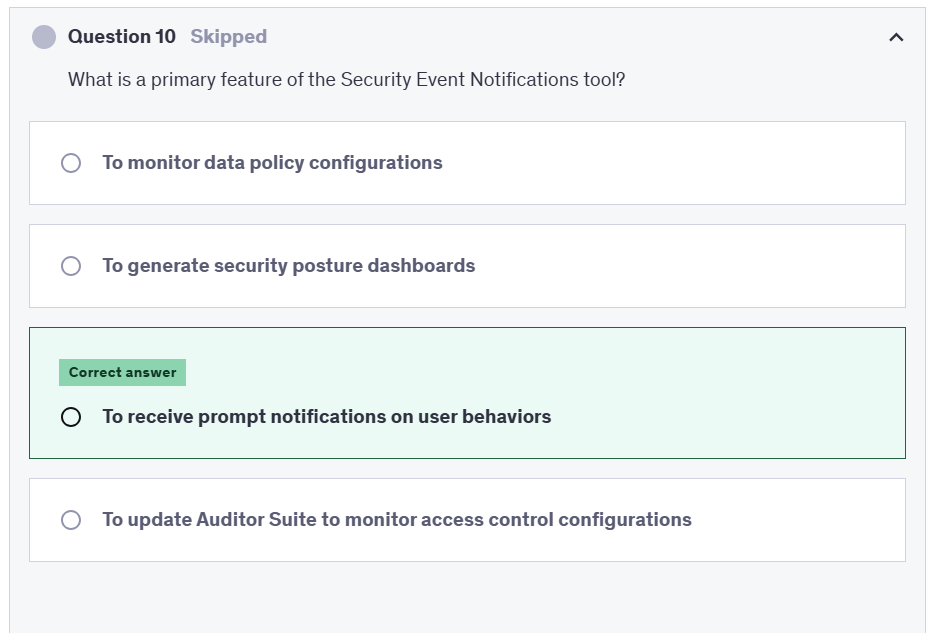 Question 10 Skipped
What is a primary feature of the Security Event Notifications tool?
To monitor data policy configurations
To generate security posture dashboards
Correct answer
To receive prompt notifications on user behaviors
To update Auditor Suite to monitor access control configurations